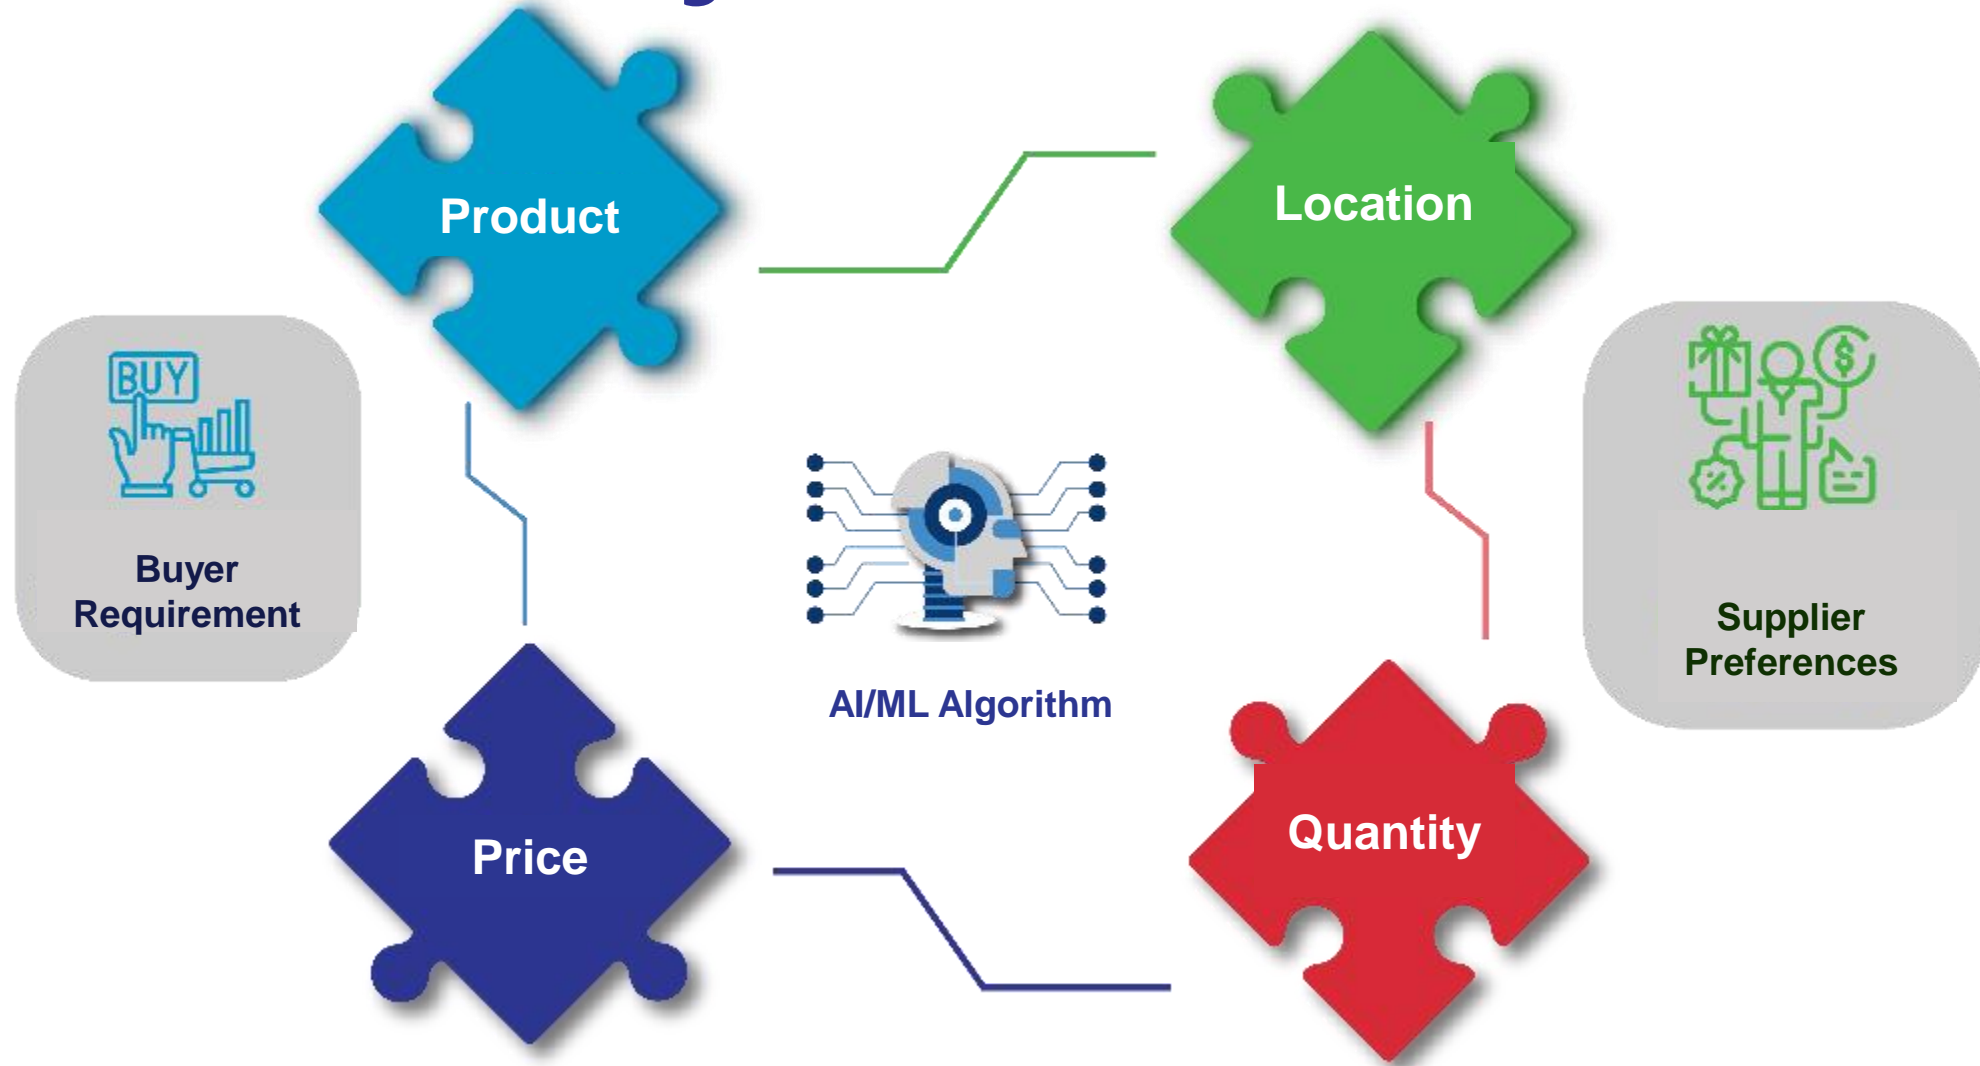 Product
Location
BUY
$
%
Buyer
Requirement
Supplier
Preferences
AI/ML Algorithm
Price
Quantity